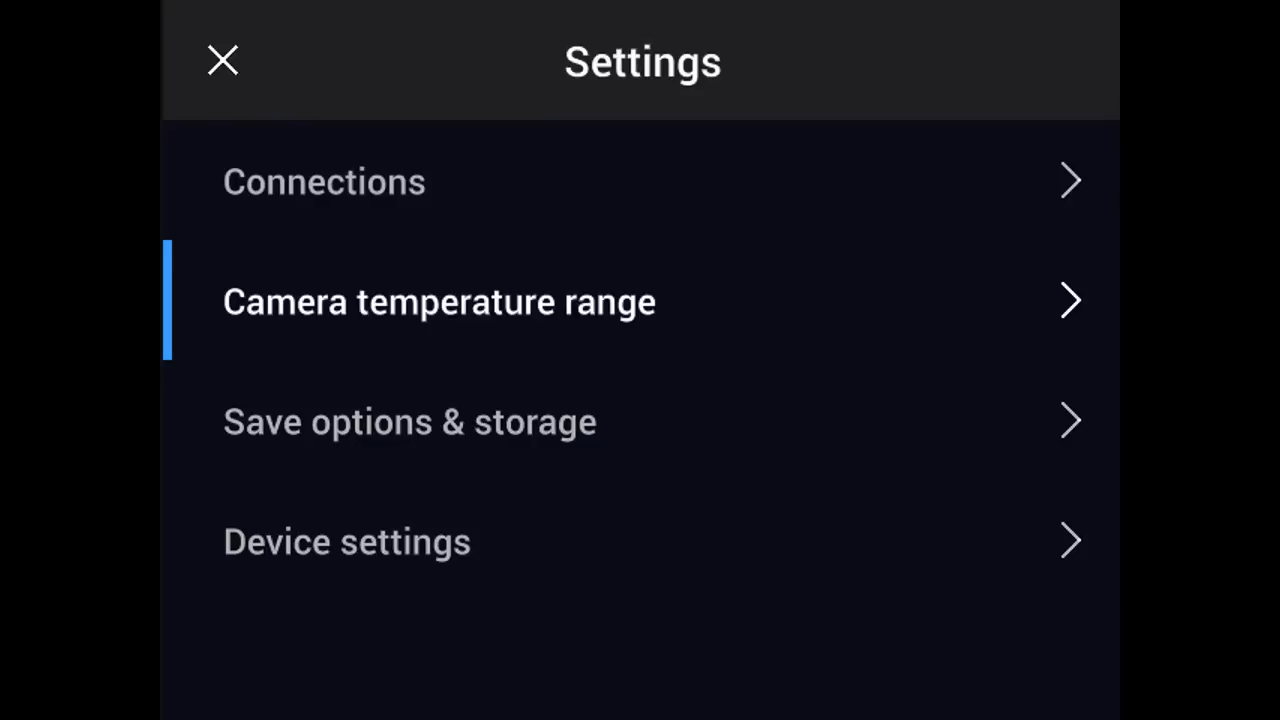 Settings
Connections
Camera temperature range
Save options & storage
Device settings